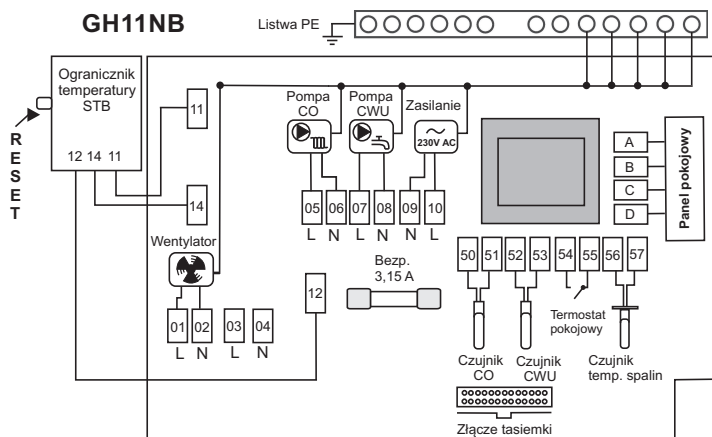 GH11NB
Listwa PE
Ogranicznik
temperatury
STB
12 14 11
RESET
11
14
Pompa
CO
Pompa
CWU
Zasilanie
230V AC
05 06 07 08 09 10
L N L N N L
A
B
C
D
Panel pokojowy
Wentylator
01 02 03 04
L N L N
12
Bezp.
3,15 A
50 51 52 53 54 55 56 57
Termostat
pokojowy
Czujnik
CO
Czujnik
CWU
Czujnik
temp. spalin
Złącze tasiemki